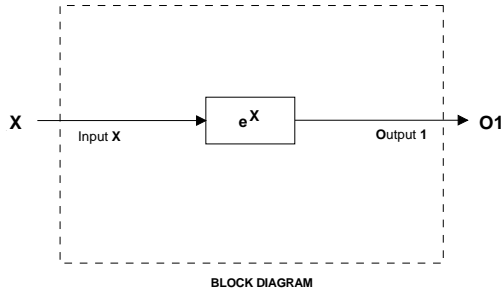 e^X
X
O1
Input X
Output 1
BLOCK DIAGRAM